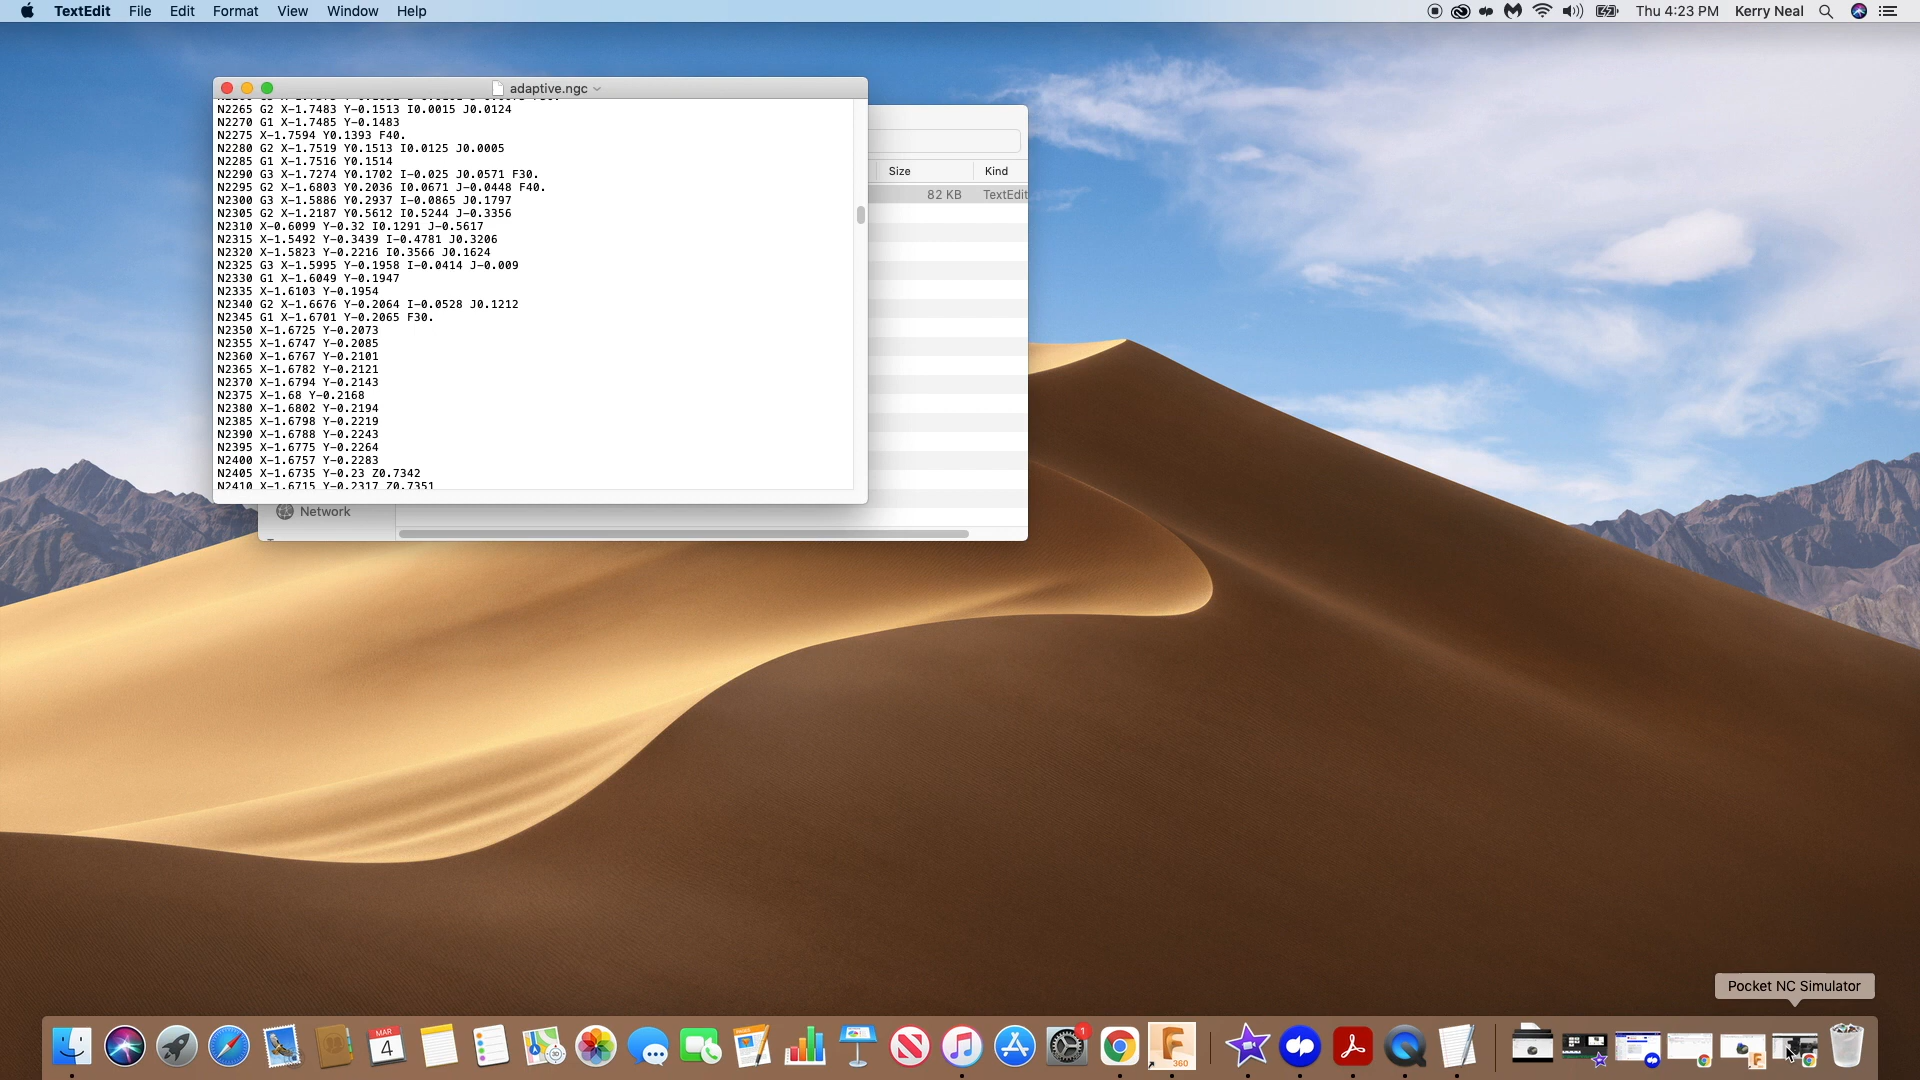 TextEdit File Edit Format View Window Help
Thu 4:23 PM Kerry Neal
adaptive.ngc
N2265 G2 X-1.7483 Y-0.1513 I0.0015 J0.0124
N2270 G1 X-1.7485 Y-0.1483
N2275 X-1.7594 Y0.1393 F40.
N2280 G2 X-1.7519 Y0.1513 I0.0125 J0.0005
N2285 G1 X-1.7516 Y0.1514
N2290 G3 X-1.7274 Y0.1702 I-0.025 J0.0571 F30.
N2295 G2 X-1.6803 Y0.2036 I0.0671 J-0.0448 F40.
N2300 G3 X-1.5886 Y0.2937 I-0.0865 J0.1797
N2305 G2 X-1.2187 Y0.5612 I0.5244 J-0.3356
N2310 X-0.6099 Y-0.32 I0.1291 J-0.5617
N2315 X-1.5492 Y-0.3439 I-0.4781 J0.3206
N2320 X-1.5823 Y-0.2216 I0.3566 J0.1624
N2325 G3 X-1.5995 Y-0.1958 I-0.0414 J-0.009
N2330 G1 X-1.6049 Y-0.1947
N2335 X-1.6103 Y-0.1954
N2340 G2 X-1.6676 Y-0.2064 I-0.0528 J0.1212
N2345 G1 X-1.6701 Y-0.2065 F30.
N2350 X-1.6725 Y-0.2073
N2355 X-1.6747 Y-0.2085
N2360 X-1.6767 Y-0.2101
N2365 X-1.6782 Y-0.2121
N2370 X-1.6794 Y-0.2143
N2375 X-1.68 Y-0.2168
N2380 X-1.6802 Y-0.2194
N2385 X-1.6798 Y-0.2219
N2390 X-1.6788 Y-0.2243
N2395 X-1.6775 Y-0.2264
N2400 X-1.6757 Y-0.2283
N2405 X-1.6735 Y-0.23 Z0.7342
N2410 X-1.6715 Y-0.2317 Z0.7351
Size Kind
82 KB TextEdit
Network
Pocket NC Simulator
MAR
4
1
360